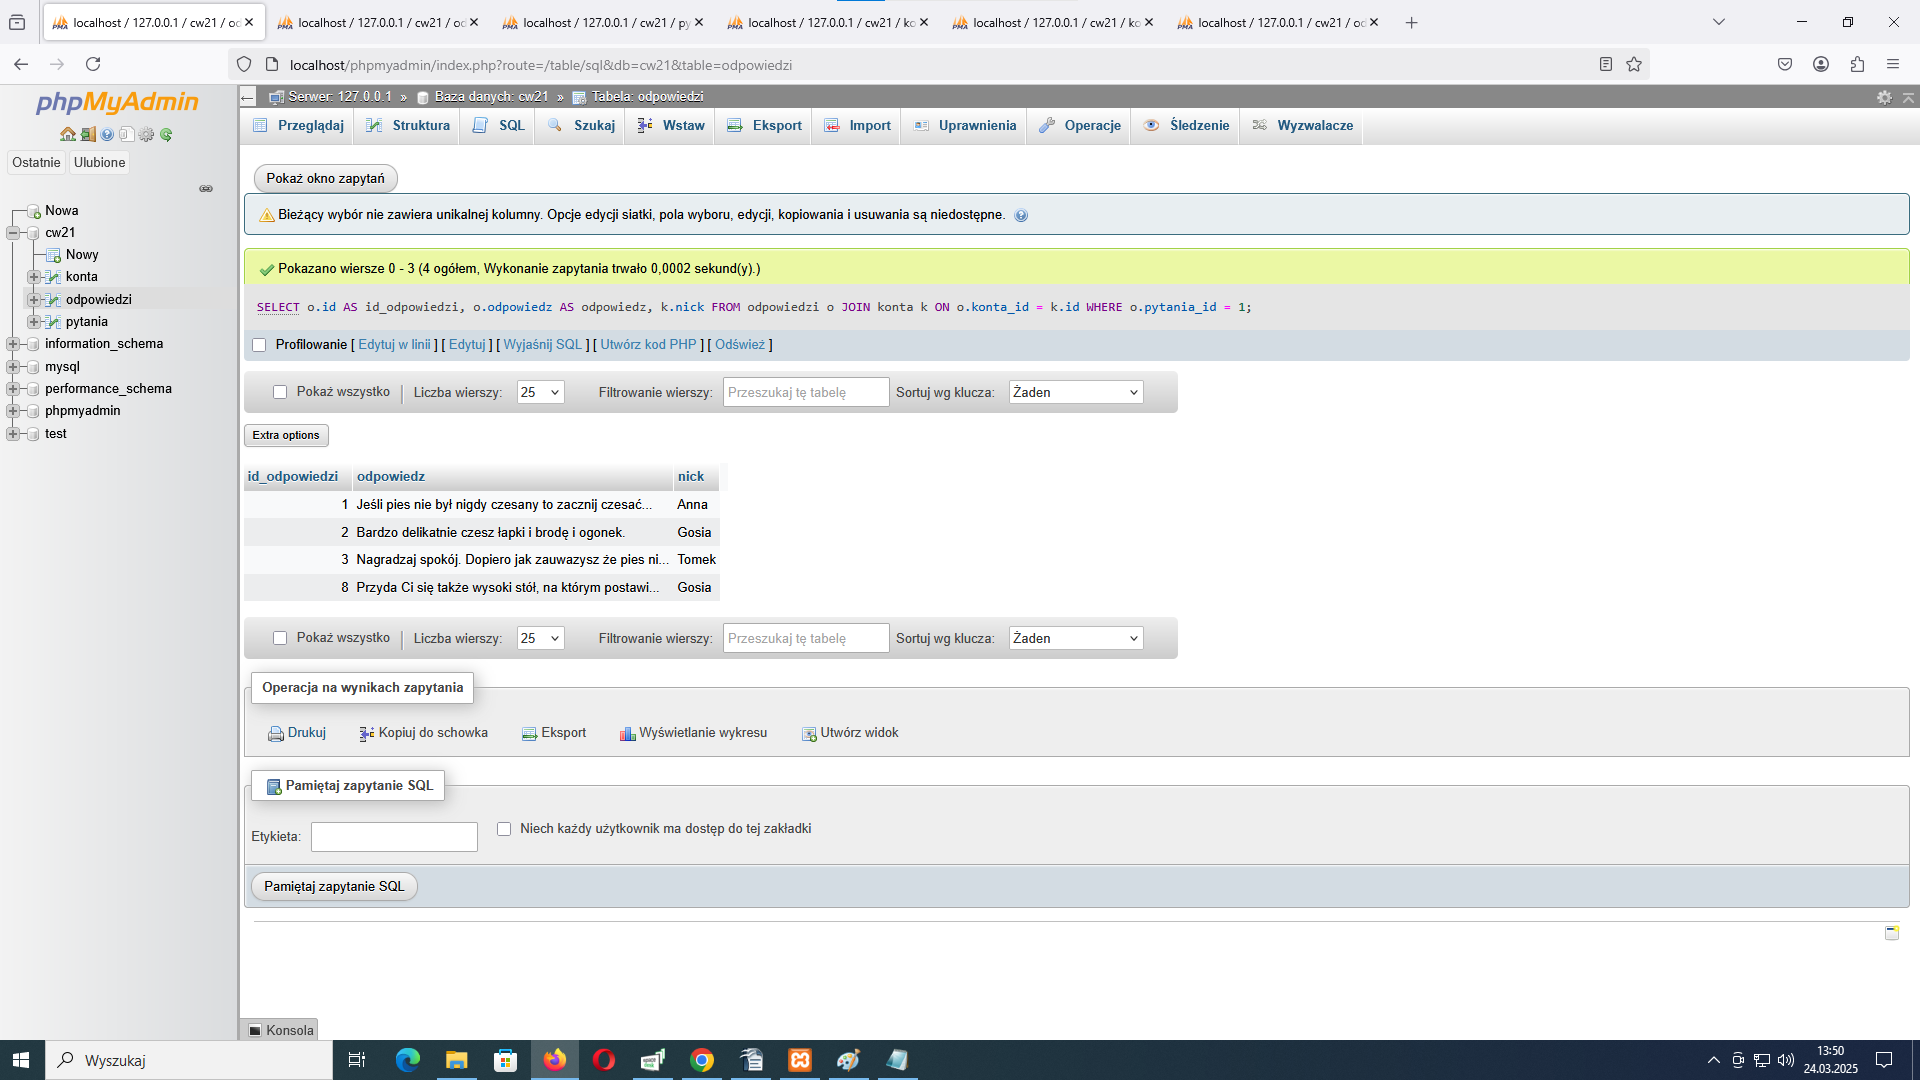 localhost / 127.0.0.1 / cw21 / od
localhost / 127.0.0.1 / cw21 / od
localhost / 127.0.0.1 / cw21 / py
localhost / 127.0.0.1 / cw21 / ko
localhost / 127.0.0.1 / cw21 / ko
localhost / 127.0.0.1 / cw21 / od
localhost/phpmyadmin/index.php?route=/table/sql&db=cw21&table=odpowiedzi
phpMyAdmin
Ostatnie Ulubione
Nowa
cw21
Nowy
konta
odpowiedzi
pytania
information_schema
mysql
performance_schema
phpmyadmin
test
Serwer: 127.0.0.1 » Baza danych: cw21 » Tabela: odpowiedzi
Przeglądaj Struktura SQL Szukaj Wstaw Eksport Import Uprawnienia Operacje Śledzenie Wyzwalacze
Pokaż okno zapytań
Bieżący wybór nie zawiera unikalnej kolumny. Opcje edycji siatki, pola wyboru, edycji, kopiowania i usuwania są niedostępne.
Pokazano wiersze 0 - 3 (4 ogółem, Wykonanie zapytania trwało 0,0002 sekund(y).)
SELECT o.id AS id_odpowiedzi, o.odpowiedz AS odpowiedz, k.nick FROM odpowiedzi o JOIN konta k ON o.konta_id = k.id WHERE o.pytania_id = 1;
Profilowanie [ Edytuj w linii ] [ Edytuj ] [ Wyjaśnij SQL ] [ Utwórz kod PHP ] [ Odśwież ]
Pokaż wszystko Liczba wierszy: 25 Filtrowanie wierszy: Przeszukaj tę tabelę Sortuj wg klucza: Żaden
Extra options
id_odpowiedzi odpowiedz nick
1 Jeśli pies nie był nigdy czesany to zacznij czesać... Anna
2 Bardzo delikatnie czesz łapki i brodę i ogonek. Gosia
3 Nagradzaj spokój. Dopiero jak zauwazysz że pies ni... Tomek
8 Przyda Ci się także wysoki stół, na którym postawi... Gosia
Pokaż wszystko Liczba wierszy: 25 Filtrowanie wierszy: Przeszukaj tę tabelę Sortuj wg klucza: Żaden
Operacja na wynikach zapytania
Drukuj Kopiuj do schowka Eksport Wyświetlanie wykresu Utwórz widok
Pamiętaj zapytanie SQL
Etykieta: Niech każdy użytkownik ma dostęp do tej zakładki
Pamiętaj zapytanie SQL
Konsola
Wyszukaj
13:50
24.03.2025